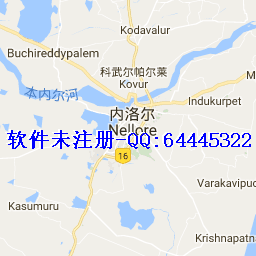 Kodavalur
Buchireddypalem
科武尔帕尔莱
Kovur
本内尔河
Indukurpet
内洛尔
Nellore
软件未注册-QQ:64445322
16
Varakavipud
Kasumuru
Krishnapatnam